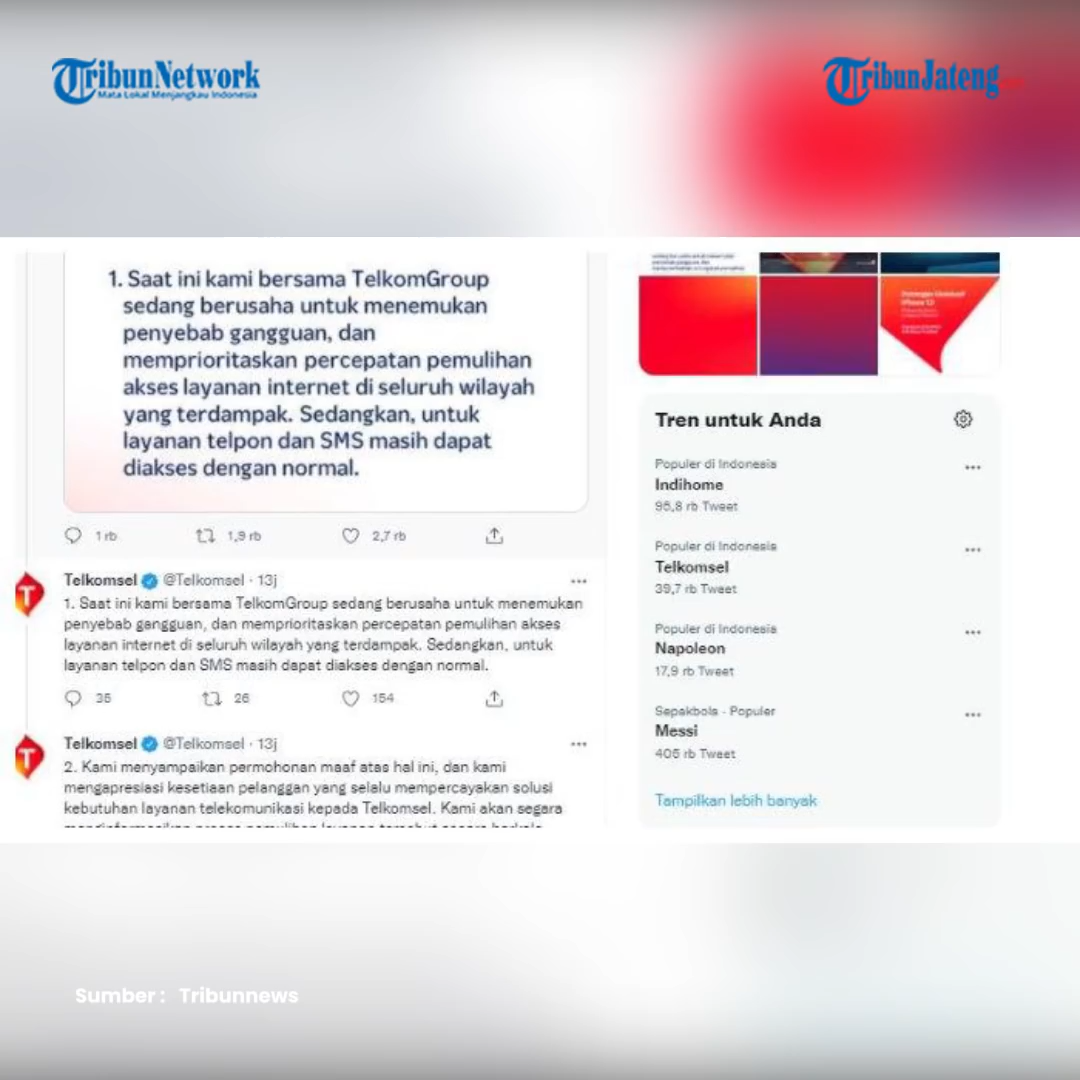 TribunNetwork
Mata Lokal Menjangkau Indonesia
TribunJateng
1. Saat ini kami bersama TelkomGroup
sedang berusaha untuk menemukan
penyebab gangguan, dan
memprioritaskan percepatan pemulihan
akses layanan internet di seluruh wilayah
yang terdampak. Sedangkan, untuk
layanan telpon dan SMS masih dapat
diakses dengan normal.
1 rb 1,9 rb 2,7 rb
Telkomsel @Telkomsel · 13j
1. Saat ini kami bersama TelkomGroup sedang berusaha untuk menemukan
penyebab gangguan, dan memprioritaskan percepatan pemulihan akses
layanan internet di seluruh wilayah yang terdampak. Sedangkan, untuk
layanan telpon dan SMS masih dapat diakses dengan normal.
35 26 154
Telkomsel @Telkomsel · 13j
2. Kami menyampaikan permohonan maaf atas hal ini, dan kami
mengapresiasi kesetiaan pelanggan yang selalu mempercayakan solusi
kebutuhan layanan telekomunikasi kepada Telkomsel. Kami akan segara
Tren untuk Anda
Populer di Indonesia
Indihome
95,8 rb Tweet
Populer di Indonesia
Telkomsel
39,7 rb Tweet
Populer di Indonesia
Napoleon
17,9 rb Tweet
Sepakbola · Populer
Messi
405 rb Tweet
Tampilkan lebih banyak
Sumber : Tribunnews